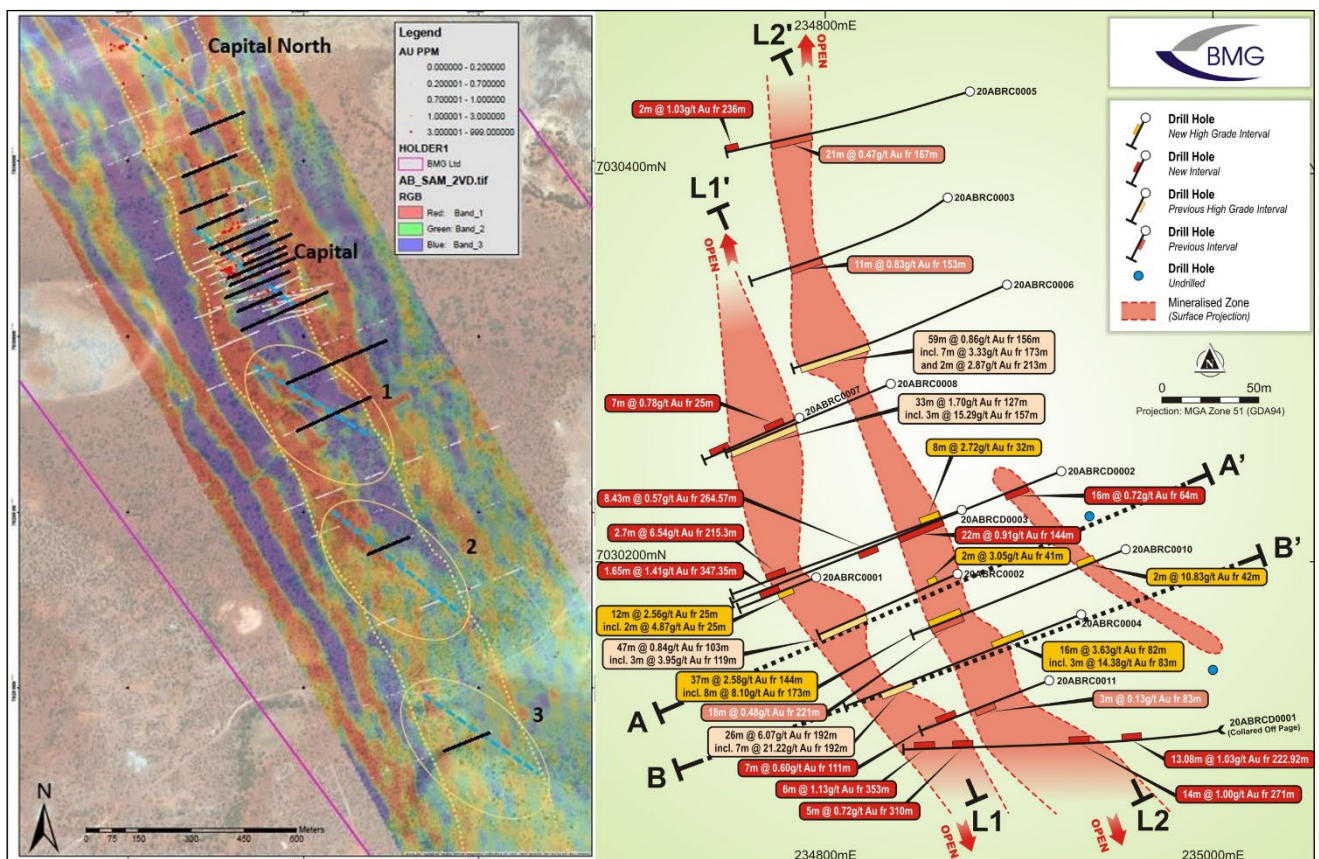 Capital North
Capital
1
2
3
N
0 75 150 300 450 600
Meters
Legend
AU PPM
0.000000 - 0.200000
0.200001 - 0.700000
0.700001 - 1.000000
1.000001 - 3.000000
3.000001 - 999.000000
HOLDER1
BMG Ltd
AB_SAM_2VD.tif
RGB
Red: Band_1
Green: Band_2
Blue: Band_3
234800mE
L2'
OPEN
20ABRC0005
2m @ 1.03g/t Au fr 236m
21m @ 0.47g/t Au fr 167m
7030400mN
L1'
OPEN
20ABRC0003
11m @ 0.83g/t Au fr 153m
20ABRC0006
59m @ 0.86g/t Au fr 156m
incl. 7m @ 3.33g/t Au fr 173m
and 2m @ 2.87g/t Au fr 213m
20ABRC0008
20ABRC0007
7m @ 0.78g/t Au fr 25m
33m @ 1.70g/t Au fr 127m
incl. 3m @ 15.29g/t Au fr 157m
8m @ 2.72g/t Au fr 32m
20ABRCD0002
A'
8.43m @ 0.57g/t Au fr 264.57m
16m @ 0.72g/t Au fr 64m
20ABRCD0003
2.7m @ 6.54g/t Au fr 215.3m
22m @ 0.91g/t Au fr 144m
7030200mN
2m @ 3.05g/t Au fr 41m
20ABRC0010
B'
1.65m @ 1.41g/t Au fr 347.35m
20ABRC0001
20ABRC0002
2m @ 10.83g/t Au fr 42m
12m @ 2.56g/t Au fr 25m
incl. 2m @ 4.87g/t Au fr 25m
20ABRC0004
47m @ 0.84g/t Au fr 103m
incl. 3m @ 3.95g/t Au fr 119m
16m @ 3.63g/t Au fr 82m
incl. 3m @ 14.38g/t Au fr 83m
37m @ 2.58g/t Au fr 144m
incl. 8m @ 8.10g/t Au fr 173m
20ABRC0011
A
18m @ 0.48g/t Au fr 221m
3m @ 0.13g/t Au fr 83m
26m @ 6.07g/t Au fr 192m
incl. 7m @ 21.22g/t Au fr 192m
20ABRCD0001
(Collared Off Page)
B
7m @ 0.60g/t Au fr 111m
13.08m @ 1.03g/t Au fr 222.92m
6m @ 1.13g/t Au fr 353m
14m @ 1.00g/t Au fr 271m
5m @ 0.72g/t Au fr 310m
L1
L2
OPEN
OPEN
234800mE
235000mE
BMG
Drill Hole
New High Grade Interval
Drill Hole
New Interval
Drill Hole
Previous High Grade Interval
Drill Hole
Previous Interval
Drill Hole
Undrilled
Mineralised Zone
(Surface Projection)
N
0 50m
Projection: MGA Zone 51 (GDA94)